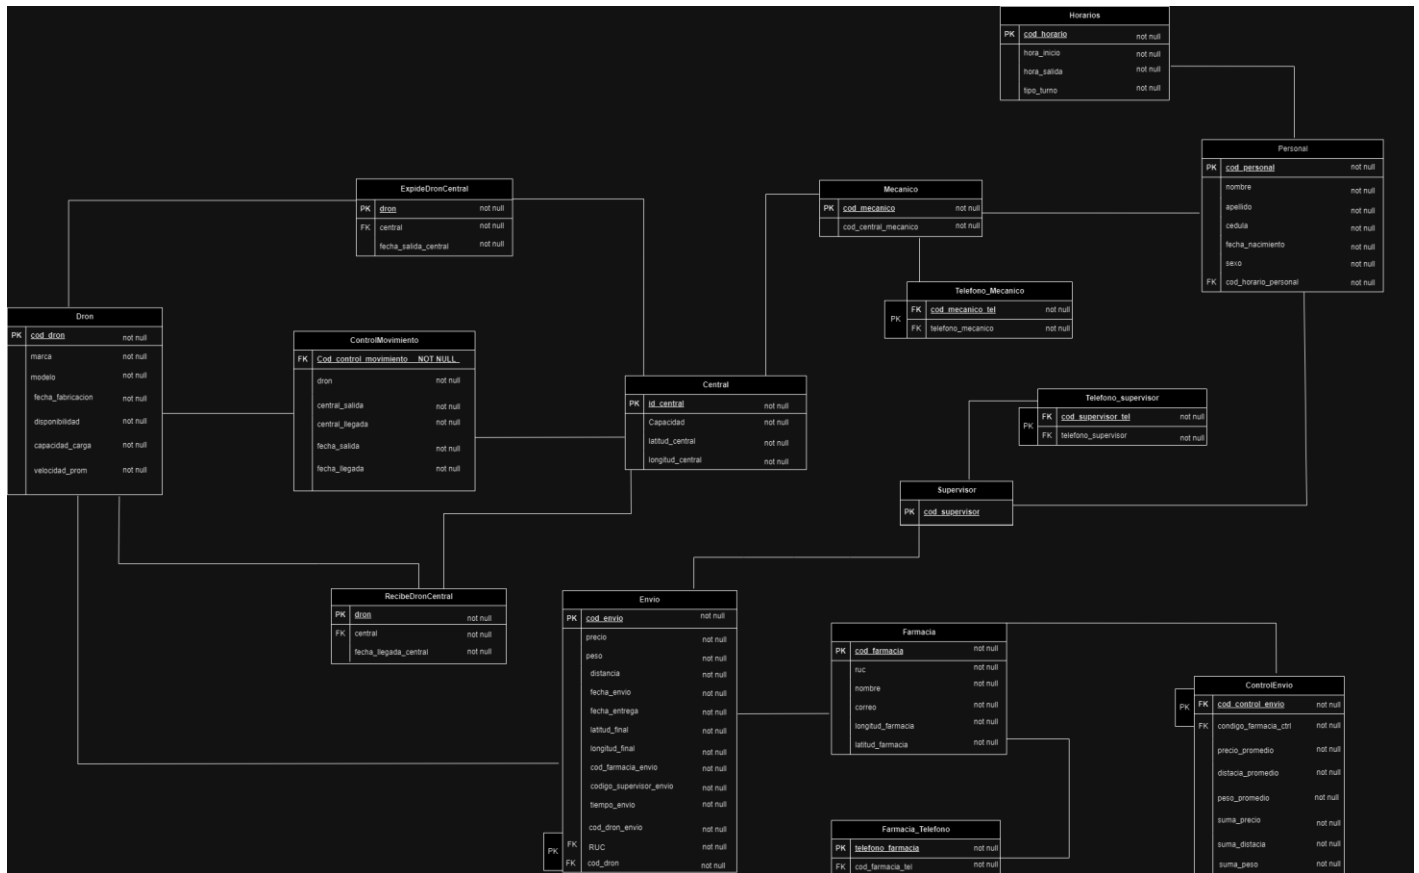 Horarios
PK cod_horario not null
hora_inicio not null
hora_salida not null
tipo_turno not null
Personal
PK cod_personal not null
nombre not null
apellido not null
cedula not null
fecha_nacimiento not null
sexo not null
FK cod_horario_personal not null
ExpideDronCentral
PK dron not null
FK central not null
fecha_salida_central not null
Mecanico
PK cod_mecanico not null
cod_central_mecanico not null
Telefono_Mecanico
PK
FK cod_mecanico_tel not null
FK telefono_mecanico not null
Dron
PK cod_dron not null
marca not null
modelo not null
fecha_fabricacion not null
disponibilidad not null
capacidad_carga not null
velocidad_prom not null
ControlMovimiento
FK Cod_control_movimiento NOT NULL
dron not null
central_salida not null
central_llegada not null
fecha_salida not null
fecha_llegada not null
Central
PK id_central not null
Capacidad not null
latitud_central not null
longitud_central not null
Telefono_supervisor
PK
FK cod_supervisor_tel not null
FK telefono_supervisor not null
Supervisor
PK cod_supervisor
RecibeDronCentral
PK dron not null
FK central not null
fecha_llegada_central not null
Envio
PK cod_envio not null
precio not null
peso not null
distancia not null
fecha_envio not null
fecha_entrega not null
latitud_final not null
longitud_final not null
cod_farmacia_envio not null
codigo_supervisor_envio not null
tiempo_envio not null
cod_dron_envio not null
PK
FK RUC not null
FK cod_dron not null
Farmacia
PK cod_farmacia not null
ruc not null
nombre not null
correo not null
longitud_farmacia not null
latitud_farmacia not null
Farmacia_Telefono
PK telefono_farmacia not null
FK cod_farmacia_tel not null
ControlEnvio
PK
FK cod_control_envio not null
FK condigo_farmacia_ctrl not null
precio_promedio not null
distacia_promedio not null
peso_promedio not null
suma_precio not null
suma_distacia not null
suma_peso not null